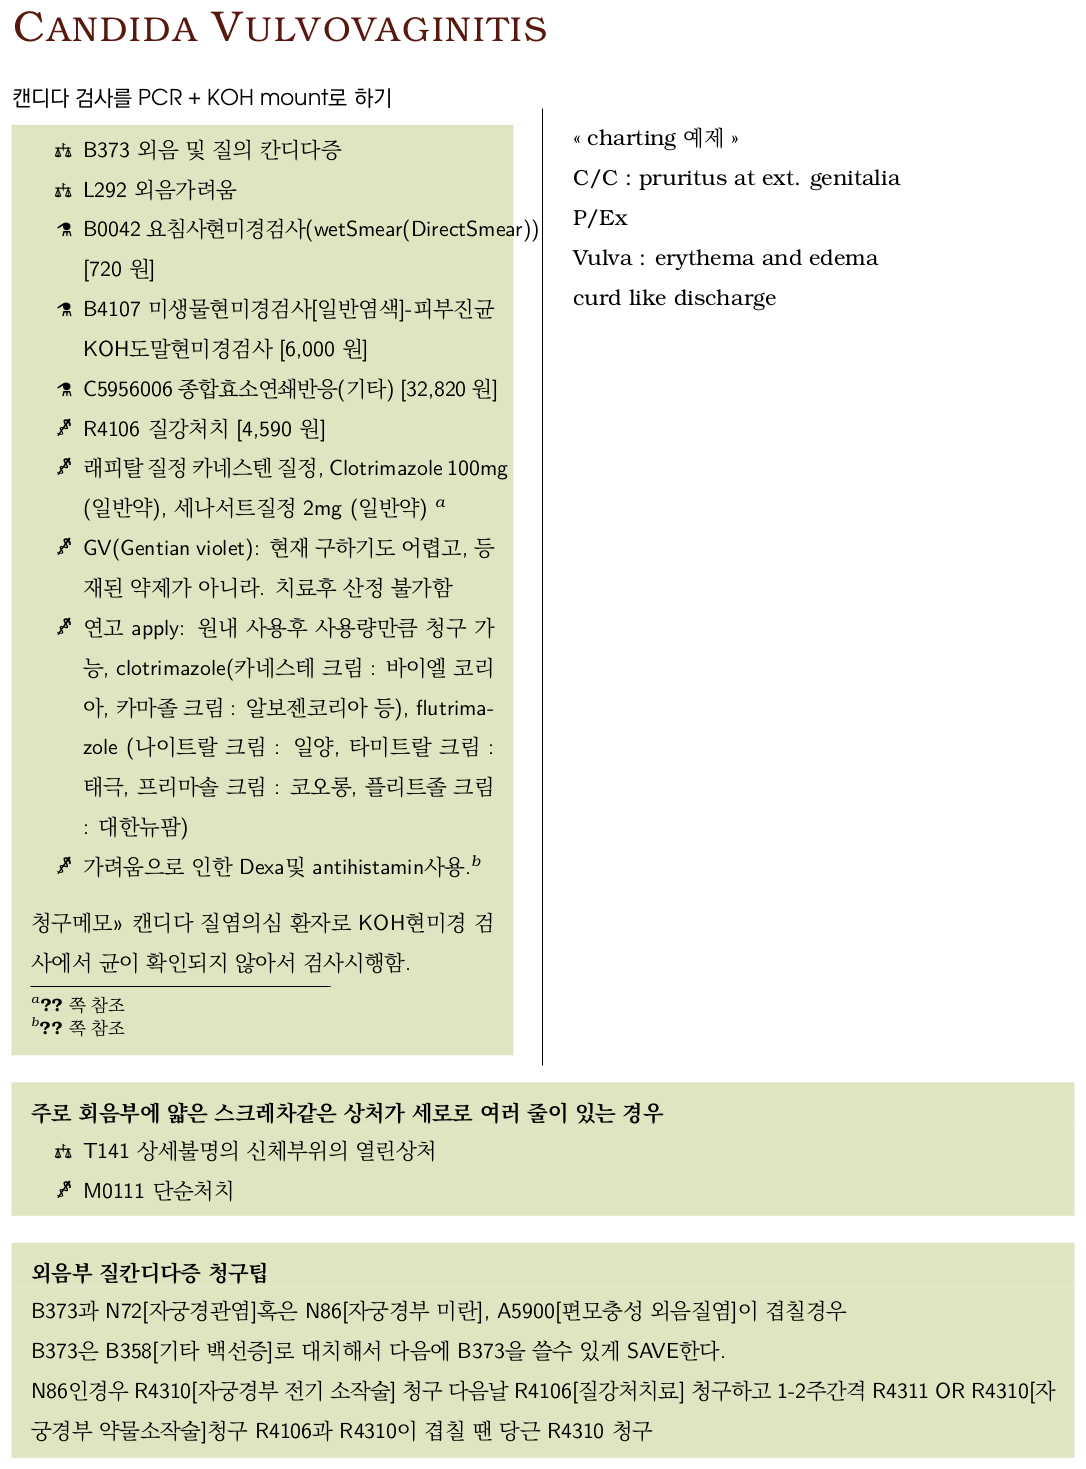 CANDIDA VULVOVAGINITIS
캔디다 검사를 PCR + KOH mount로 하기
B373 외음 및 질의 칸디다증
L292 외음가려움
B0042 요침사현미경검사(wetSmear(DirectSmear))
[720 원]
B4107 미생물현미경검사[일반염색]-피부진균
KOH도말현미경검사 [6,000 원]
C5956006 종합효소연쇄반응(기타) [32,820 원]
R4106 질강처치 [4,590 원]
래피탈 질정 카네스텐 질정, Clotrimazole 100mg
(일반약), 세나서트질정 2mg (일반약) a
GV(Gentian violet): 현재 구하기도 어렵고, 등
재된 약제가 아니라. 치료후 산정 불가함
연고 apply: 원내 사용후 사용량만큼 청구 가
능, clotrimazole(카네스테 크림 : 바이엘 코리
아, 카마졸 크림 : 알보젠코리아 등), flutrima-
zole (나이트랄 크림 : 일양, 타미트랄 크림 :
태극, 프리마솔 크림 : 코오롱, 플리트졸 크림
: 대한뉴팜)
가려움으로 인한 Dexa및 antihistamin사용.b
청구메모» 캔디다 질염의심 환자로 KOH현미경 검
사에서 균이 확인되지 않아서 검사시행함.
a?? 쪽 참조
b?? 쪽 참조
« charting 예제 »
C/C : pruritus at ext. genitalia
P/Ex
Vulva : erythema and edema
curd like discharge
주로 회음부에 얇은 스크레차같은 상처가 세로로 여러 줄이 있는 경우
T141 상세불명의 신체부위의 열린상처
M0111 단순처치
외음부 질칸디다증 청구팁
B373과 N72[자궁경관염]혹은 N86[자궁경부 미란], A5900[편모충성 외음질염]이 겹칠경우
B373은 B358[기타 백선증]로 대치해서 다음에 B373을 쓸수 있게 SAVE한다.
N86인경우 R4310[자궁경부 전기 소작술] 청구 다음날 R4106[질강처치료] 청구하고 1-2주간격 R4311 OR R4310[자
궁경부 약물소작술]청구 R4106과 R4310이 겹칠 땐 당근 R4310 청구